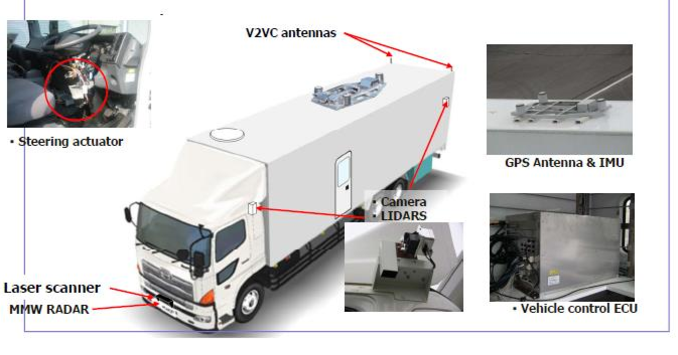 V2VC antennas
• Steering actuator
GPS Antenna & IMU
• Camera
• LIDARS
Laser scanner
MMW RADAR
• Vehicle control ECU